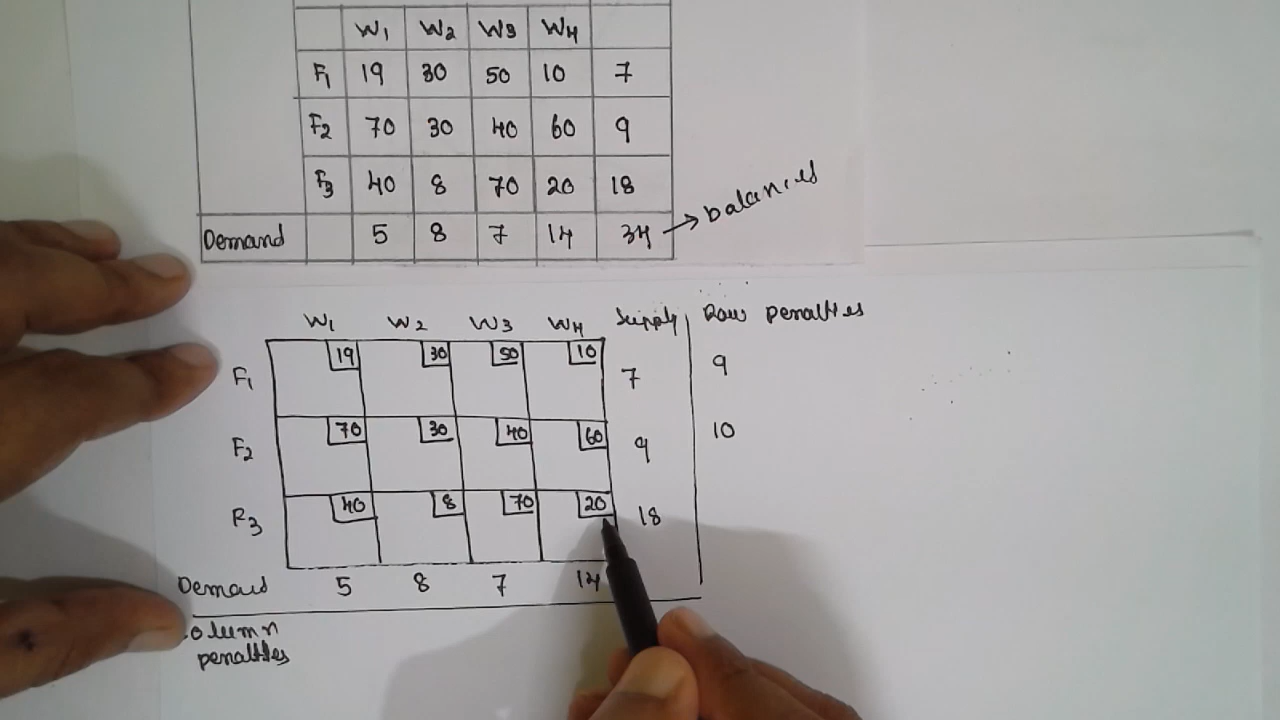 W1 W2 W3 W4
F1 19 30 50 10 7
F2 70 30 40 60 9
F3 40 8 70 20 18
Demand 5 8 7 14 34 → balances
W1 W2 W3 W4 Supply Row penalties
F1 19 30 50 10 7 9
F2 70 30 40 60 9 10
R3 40 8 70 20 18
Demand 5 8 7 14
olumn
penalties